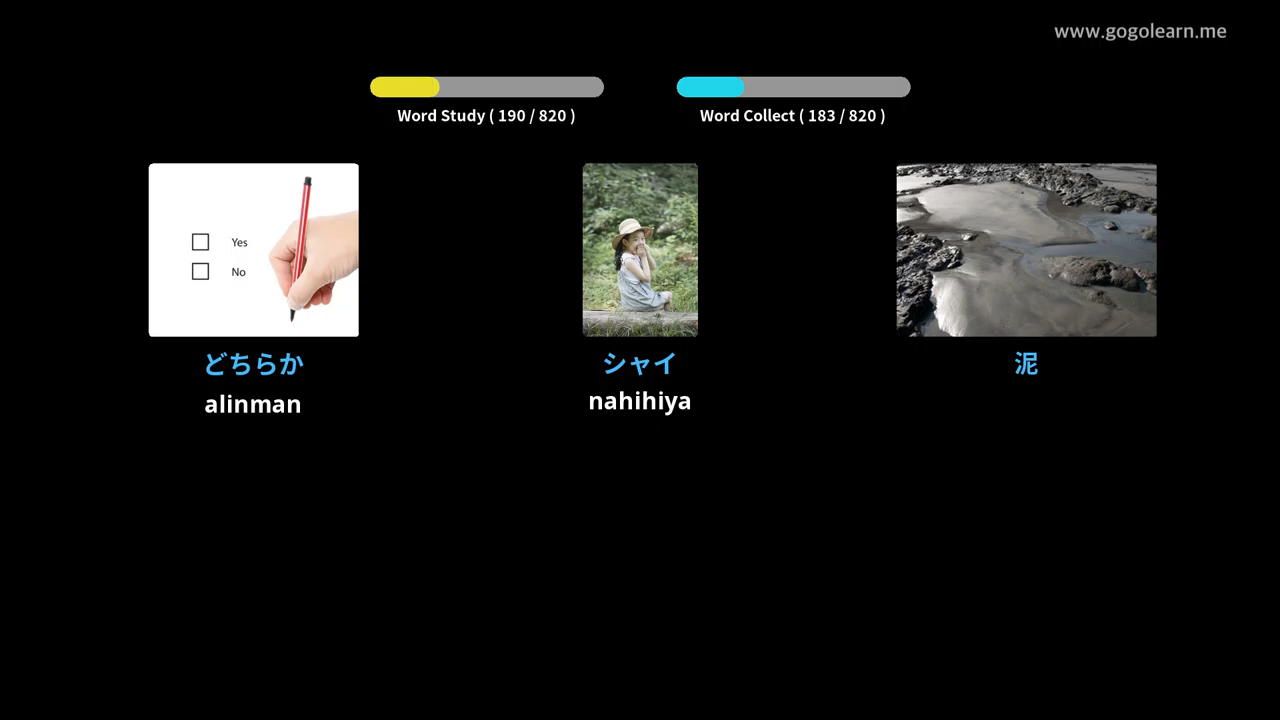 www.gogolearn.me
Word Study ( 190 / 820 )
Word Collect ( 183 / 820 )
Yes
No
どちらか
シャイ
泥
alinman
nahihiya